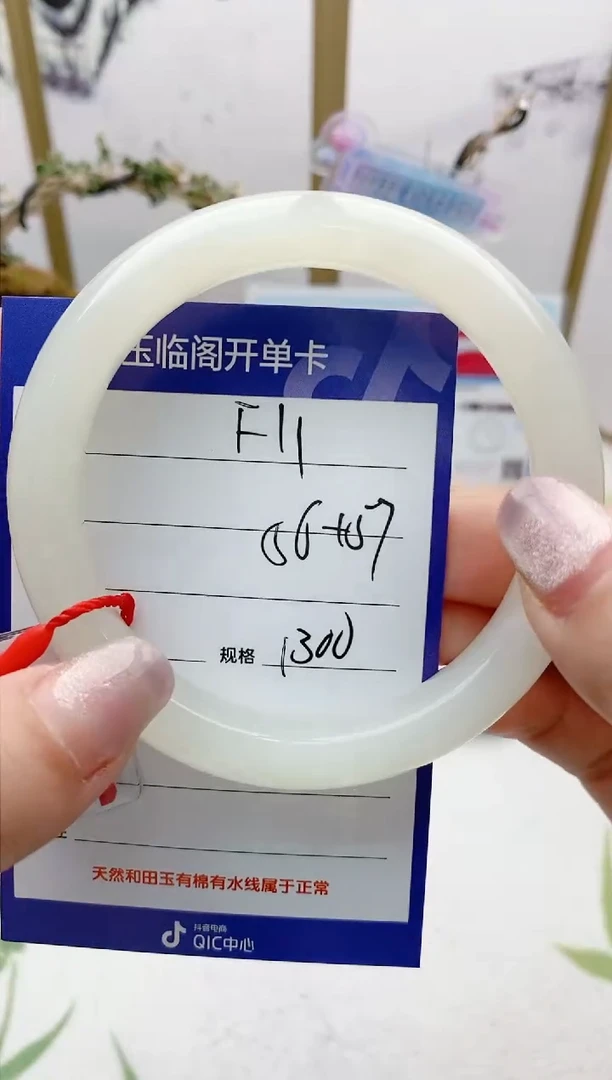 玉临阁开单卡
F11
56-57
规格 1300
天然和田玉有棉有水线属于正常
抖音电商
QIC中心